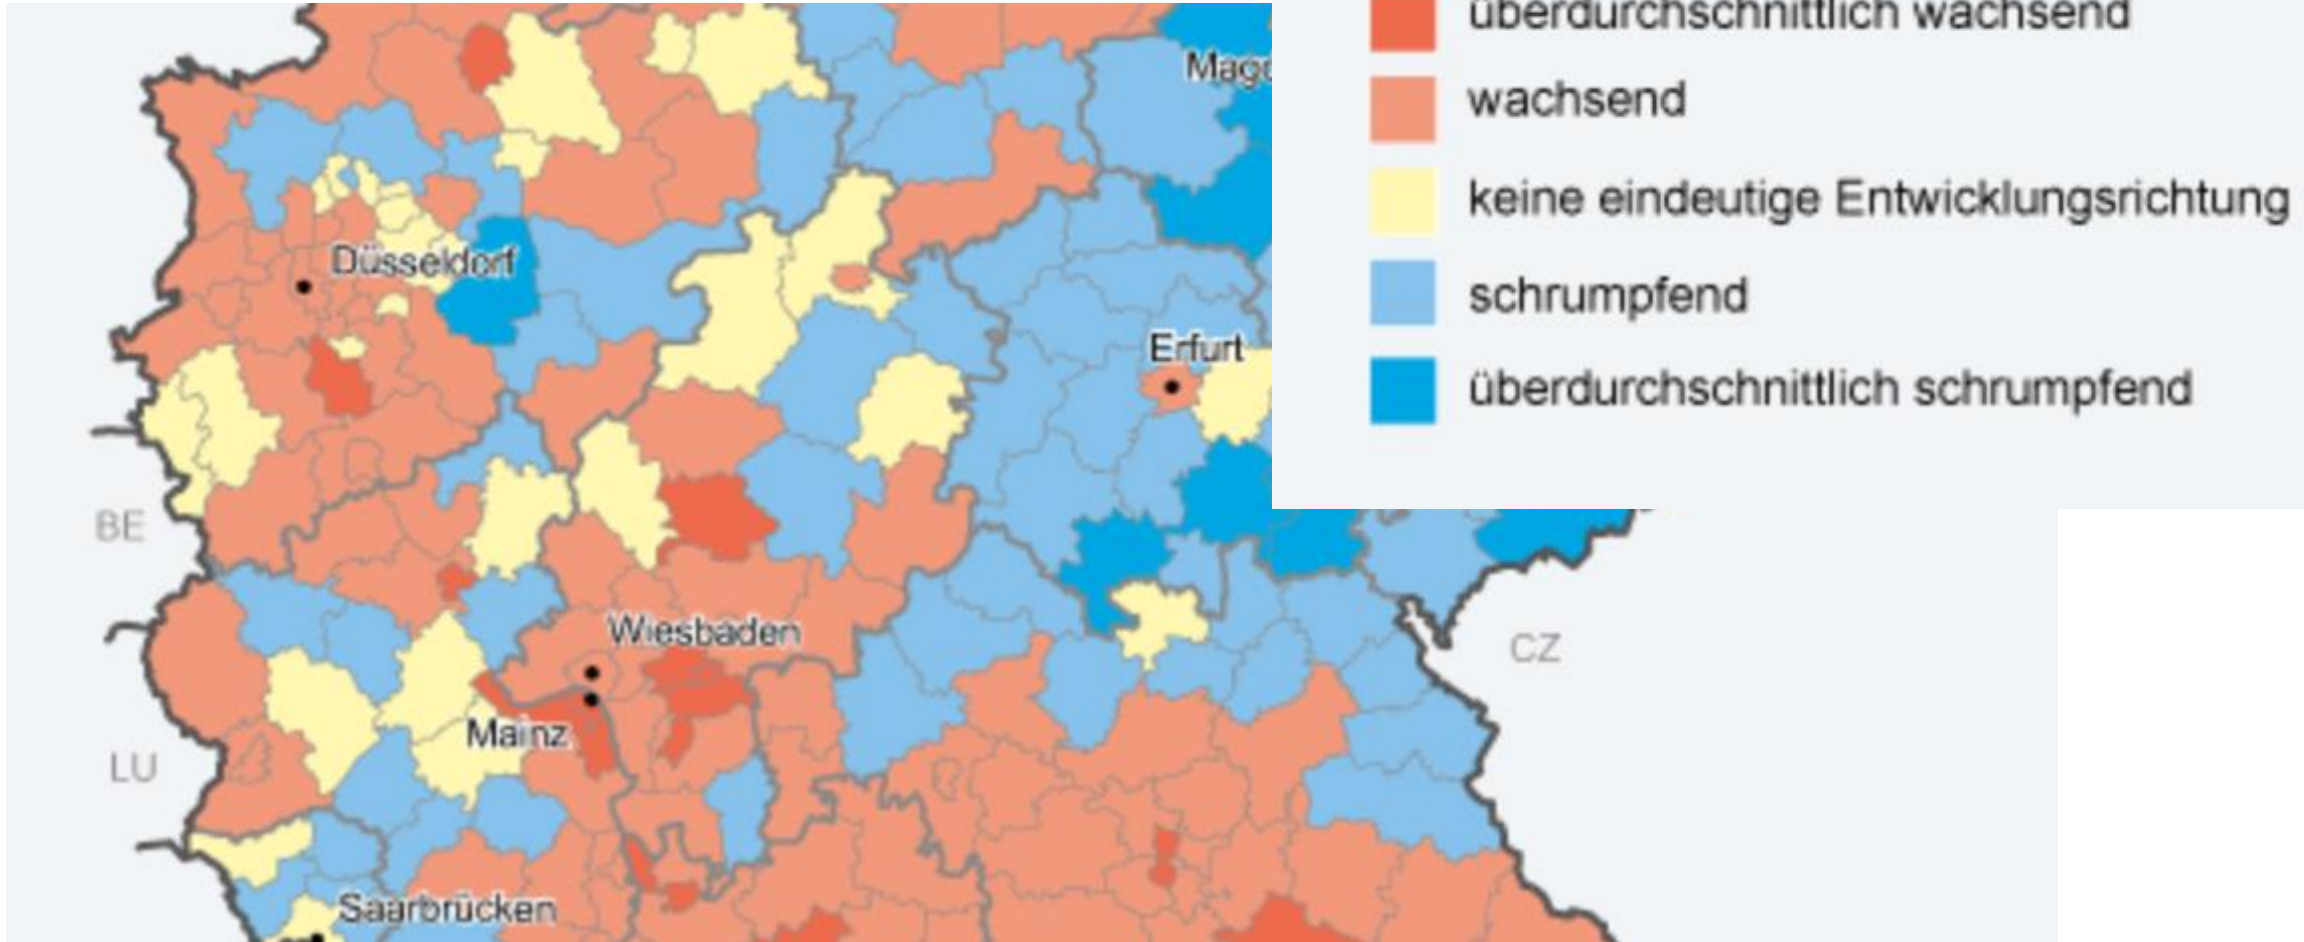 überdurchschnittlich wachsend
wachsend
keine eindeutige Entwicklungsrichtung
schrumpfend
überdurchschnittlich schrumpfend
Düsseldorf
Erfurt
BE
Wiesbaden
CZ
Mainz
LU
Saarbrücken